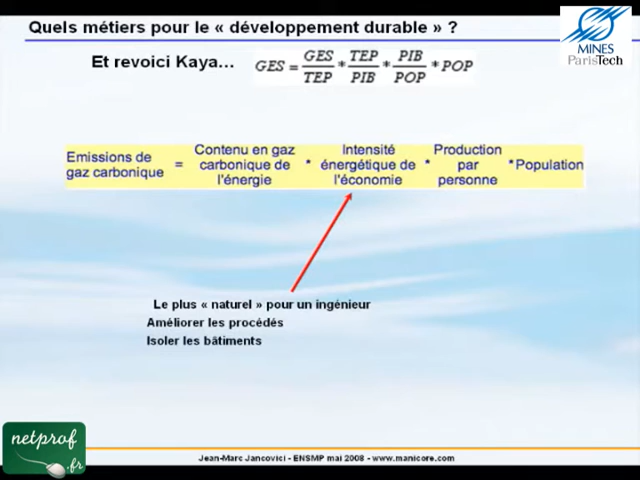 Quels métiers pour le « développement durable » ?
MINES
ParisTech
Et revoici Kaya…
GES = GES/TEP * TEP/PIB * PIB/POP * POP
Emissions de gaz carbonique = Contenu en gaz carbonique de l'énergie * Intensité énergétique de l'économie * Production par personne * Population
Le plus « naturel » pour un ingénieur
Améliorer les procédés
Isoler les bâtiments
netprof
.fr
Jean-Marc Jancovici - ENSMP mai 2008 - www.manicore.com